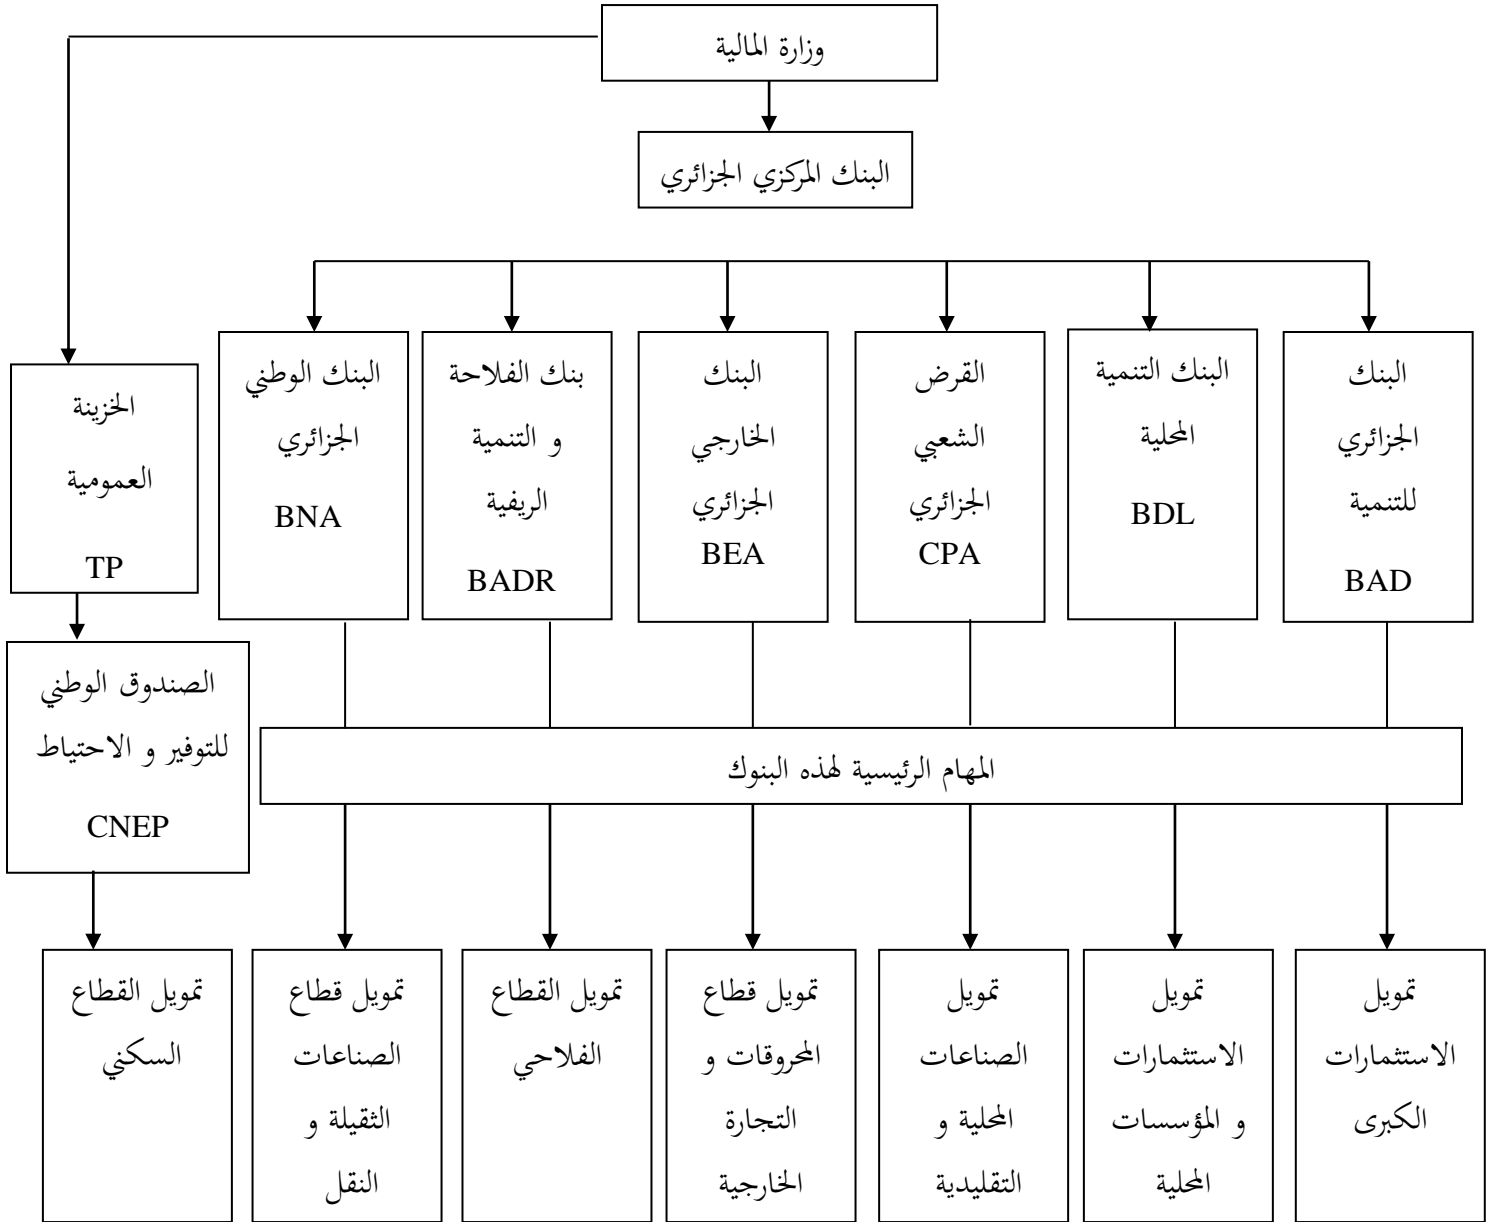 وزارة المالية
البنك المركزي الجزائري
البنك
الجزائري
للتنمية
BAD
البنك التنمية
المحلية
BDL
القرض
الشعبي
الجزائري
CPA
البنك
الخارجي
الجزائري
BEA
بنك الفلاحة
و التنمية
الريفية
BADR
البنك الوطني
الجزائري
BNA
الخزينة
العمومية
TP
الصندوق الوطني
للتوفير و الاحتياط
CNEP
المهام الرئيسية لهذه البنوك
تمويل
الاستثمارات
الكبرى
تمويل
الاستثمارات
و المؤسسات
المحلية
تمويل
الصناعات
المحلية و
التقليدية
تمويل قطاع
المحروقات و
التجارة
الخارجية
تمويل القطاع
الفلاحي
تمويل قطاع
الصناعات
الثقيلة و
النقل
تمويل القطاع
السكني